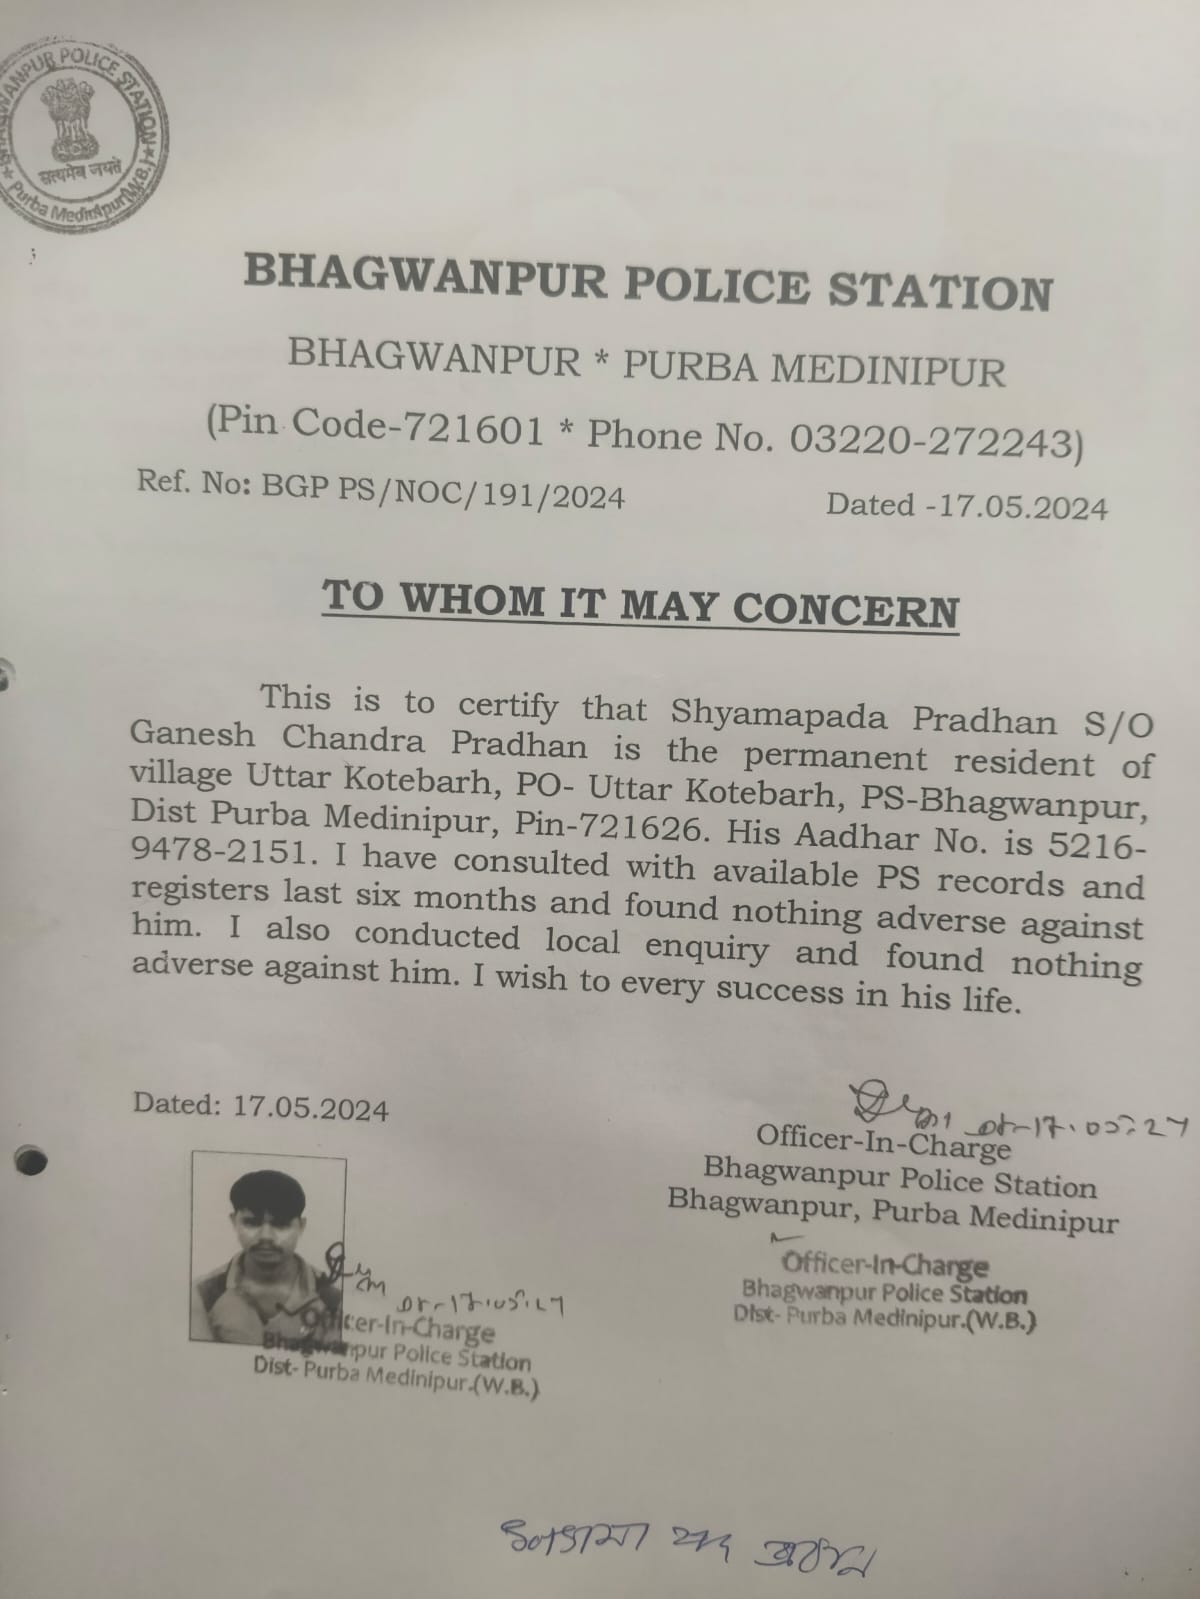 BHAGWANPUR POLICE STATION
सत्यमेव जयते
Purba Medinipur(W.B.)
BHAGWANPUR POLICE STATION
BHAGWANPUR * PURBA MEDINIPUR
(Pin Code-721601 * Phone No. 03220-272243)
Ref. No: BGP PS/NOC/191/2024 Dated -17.05.2024
TO WHOM IT MAY CONCERN
This is to certify that Shyamapada Pradhan S/O
Ganesh Chandra Pradhan is the permanent resident of
village Uttar Kotebarh, PO- Uttar Kotebarh, PS-Bhagwanpur,
Dist Purba Medinipur, Pin-721626. His Aadhar No. is 5216-
9478-2151. I have consulted with available PS records and
registers last six months and found nothing adverse against
him. I also conducted local enquiry and found nothing
adverse against him. I wish to every success in his life.
Dated: 17.05.2024
17.05.24
Officer-In-Charge
Bhagwanpur Police Station
Bhagwanpur, Purba Medinipur
Officer-In-Charge
Bhagwanpur Police Station
Dist- Purba Medinipur.(W.B.)
17.05.24
Officer-In-Charge
Bhagwanpur Police Station
Dist- Purba Medinipur.(W.B.)